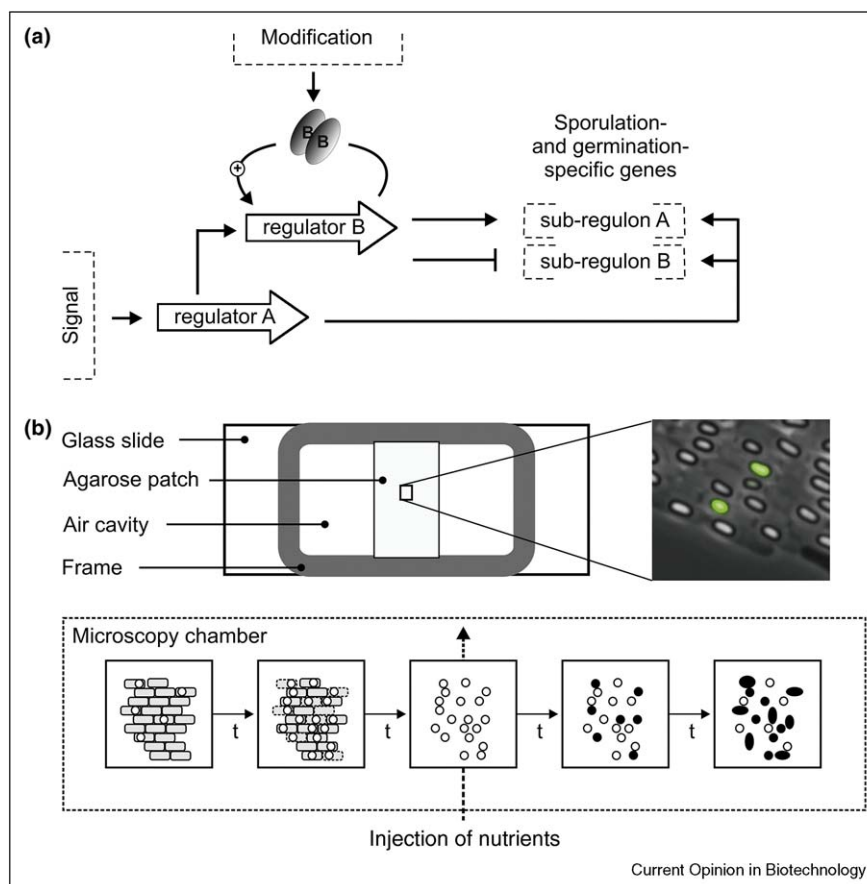 (a)
Modification
B B
+
Sporulation-
and germination-
specific genes
regulator B
sub-regulon A
sub-regulon B
Signal
regulator A
(b)
Glass slide
Agarose patch
Air cavity
Frame
Microscopy chamber
t
t
t
t
Injection of nutrients
Current Opinion in Biotechnology